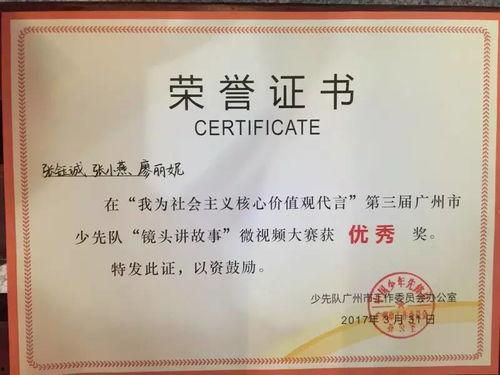 荣誉证书
CERTIFICATE
张钰诚、张小燕、廖丽妮
在“我为社会主义核心价值观代言”第三届广州市
少先队“镜头讲故事”微视频大赛获 优秀 奖。
特发此证，以资鼓励。
少先队广州市工作委员会办公室
2017年3月31日